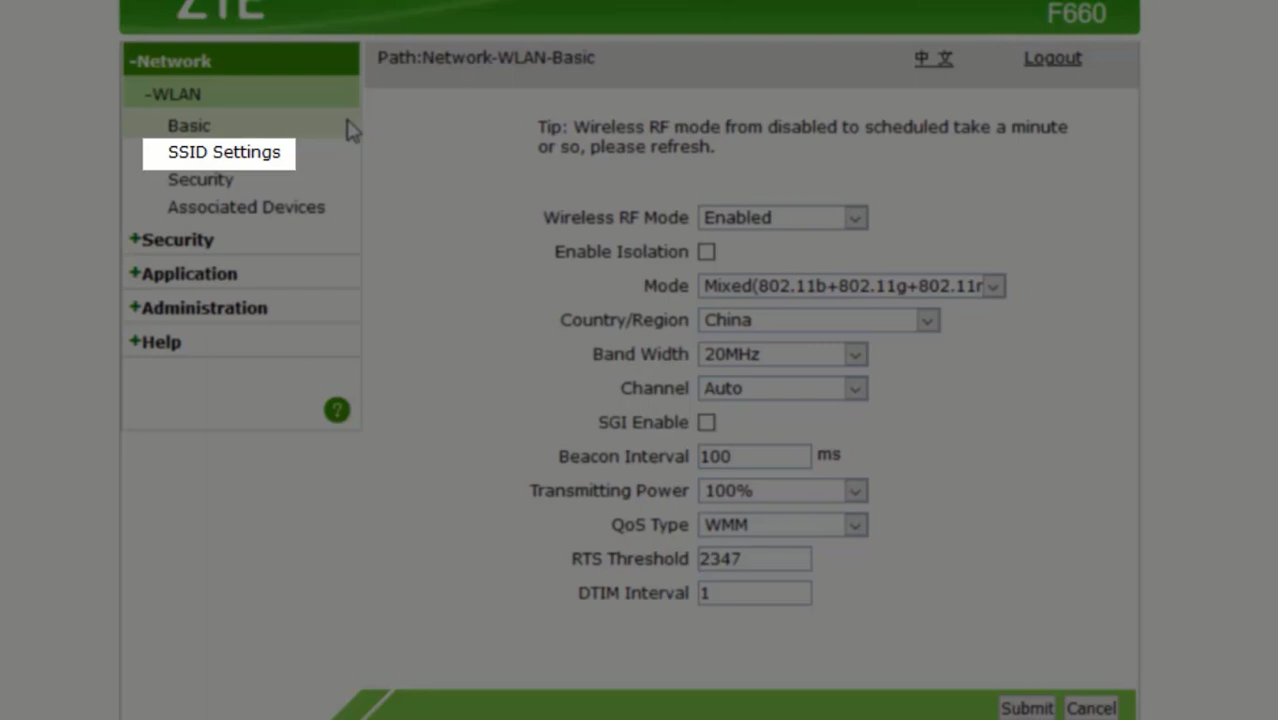 ZTE
F660
-Network
Path:Network-WLAN-Basic
中 文
Logout
-WLAN
Basic
SSID Settings
Security
Associated Devices
+Security
+Application
+Administration
+Help
?
Tip: Wireless RF mode from disabled to scheduled take a minute
or so, please refresh.
Wireless RF Mode Enabled
Enable Isolation
Mode Mixed(802.11b+802.11g+802.11n
Country/Region China
Band Width 20MHz
Channel Auto
SGI Enable
Beacon Interval 100 ms
Transmitting Power 100%
QoS Type WMM
RTS Threshold 2347
DTIM Interval 1
Submit Cancel